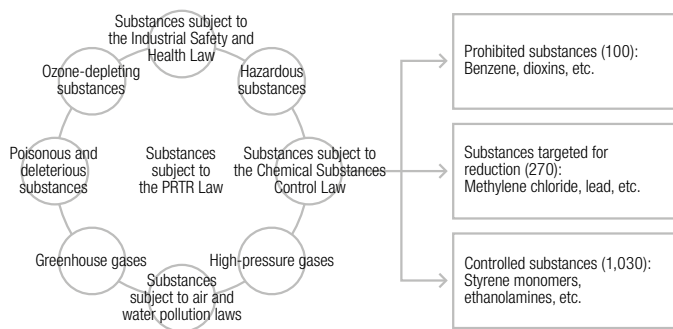 Substances subject to
the Industrial Safety and
Health Law
Ozone-depleting
substances
Hazardous
substances
Poisonous and
deleterious
substances
Substances
subject to
the PRTR Law
Substances subject to
the Chemical Substances
Control Law
Greenhouse gases
High-pressure gases
Substances
subject to air and
water pollution laws
Prohibited substances (100):
Benzene, dioxins, etc.
Substances targeted for
reduction (270):
Methylene chloride, lead, etc.
Controlled substances (1,030):
Styrene monomers,
ethanolamines, etc.